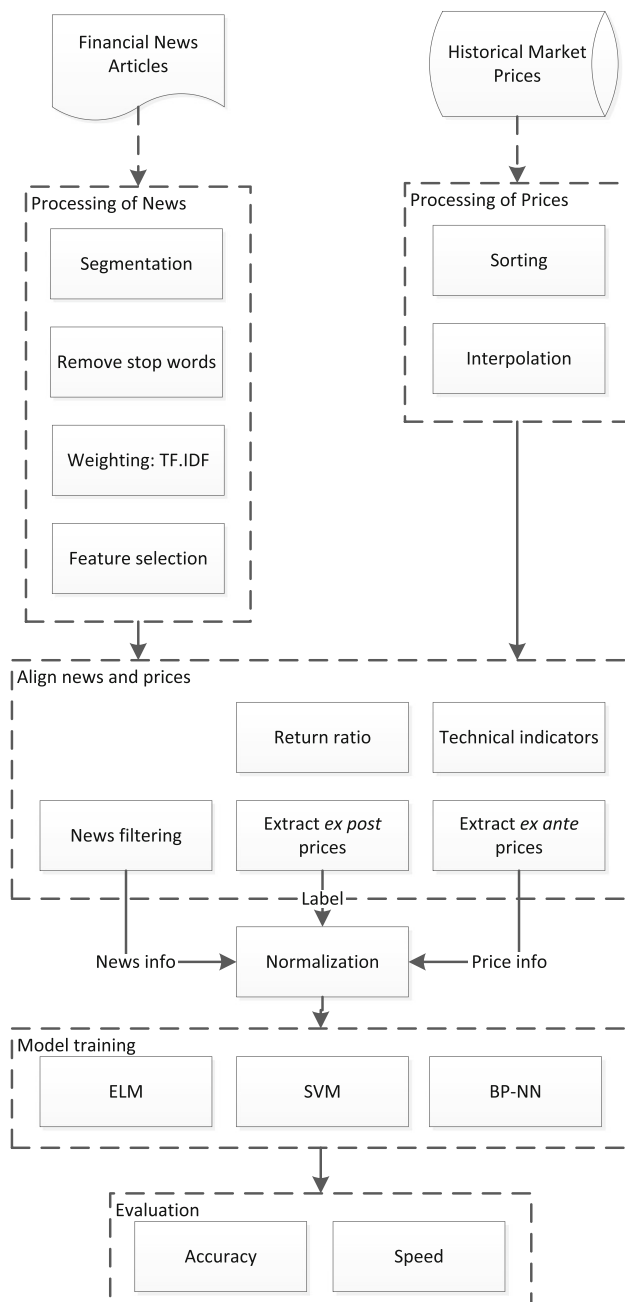 Financial News
Articles
Historical Market
Prices
Processing of News
Segmentation
Remove stop words
Weighting: TF.IDF
Feature selection
Processing of Prices
Sorting
Interpolation
Align news and prices
Return ratio
Technical indicators
News filtering
Extract ex post
prices
Extract ex ante
prices
Label
News info
Normalization
Price info
Model training
ELM
SVM
BP-NN
Evaluation
Accuracy
Speed